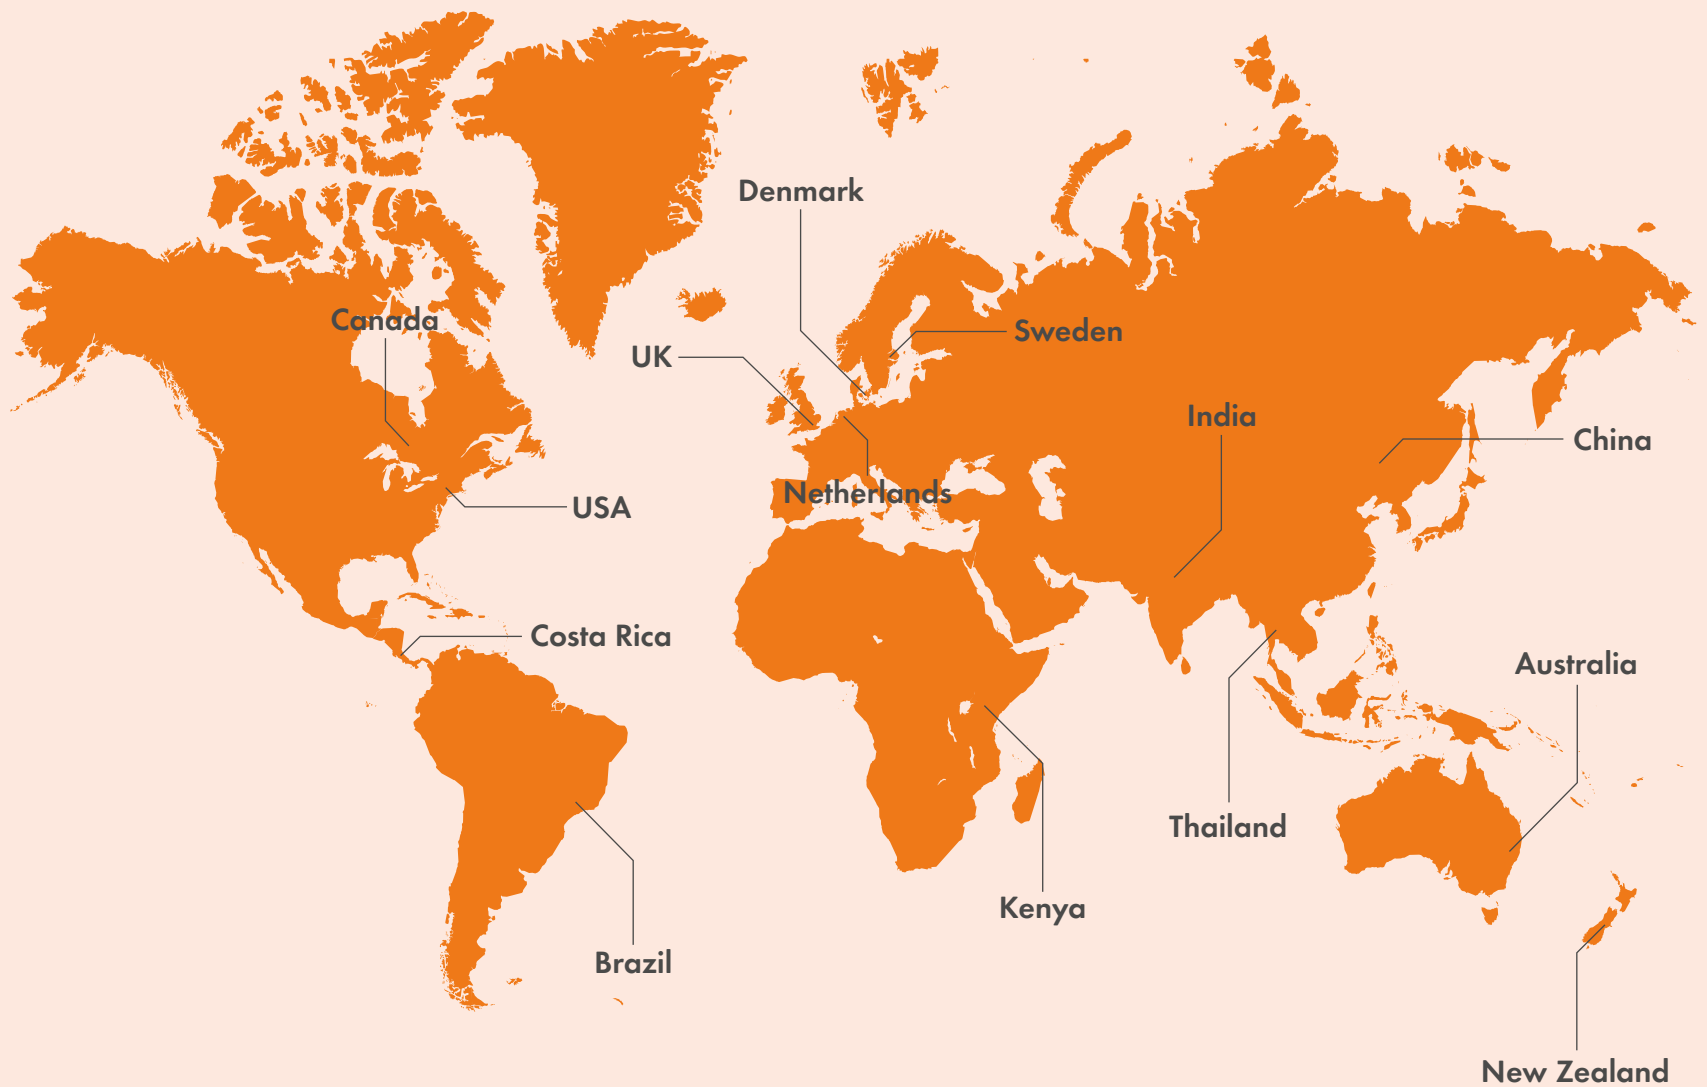 Denmark
Canada
Sweden
UK
India
China
Netherlands
USA
Costa Rica
Australia
Thailand
Kenya
Brazil
New Zealand